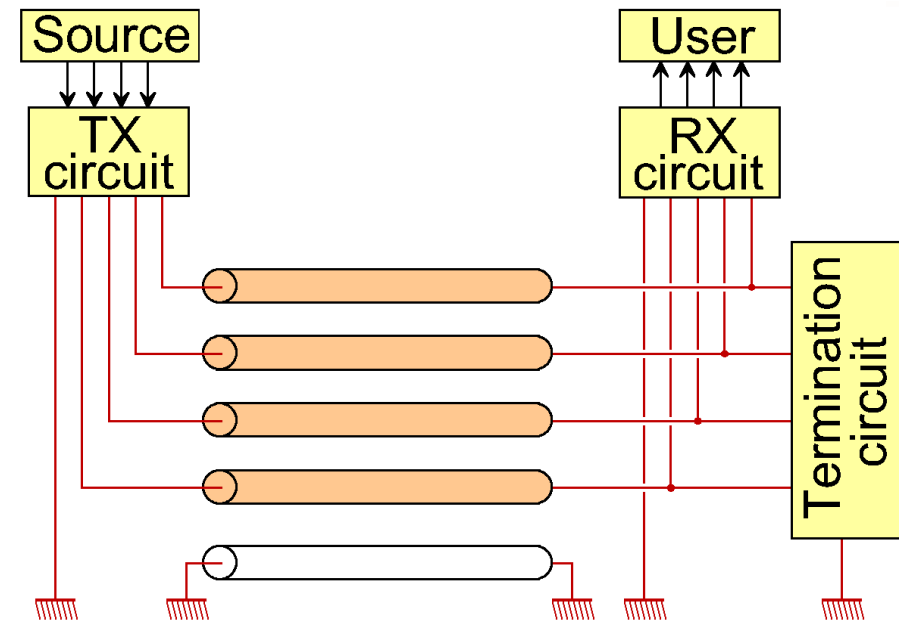 Source
User
TX
circuit
RX
circuit
Termination
circuit